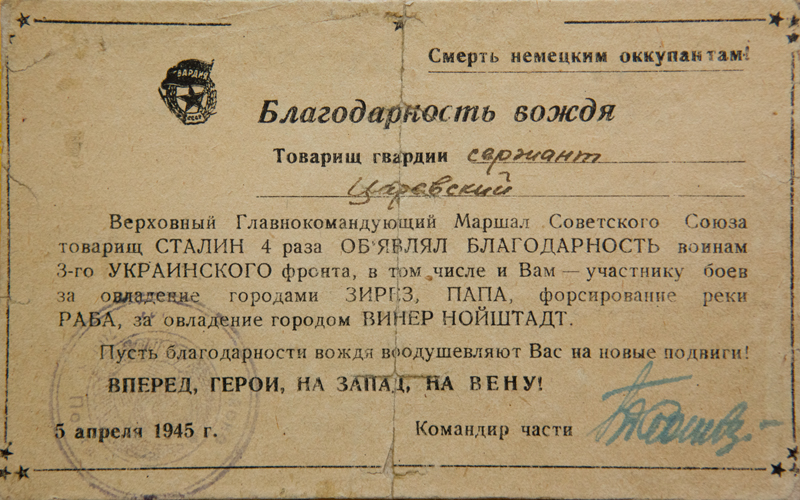 Смерть немецким оккупантам!
ГВАРДИЯ
СССР
Благодарность вождя
Товарищ гвардии сержант
Царевский
Верховный Главнокомандующий Маршал Советского Союза
товарищ СТАЛИН 4 раза ОБ'ЯВЛЯЛ БЛАГОДАРНОСТЬ воинам
3-го УКРАИНСКОГО фронта, в том числе и Вам — участнику боев
за овладение городами ЗИРЕЗ, ПАПА, форсирование реки
РАБА, за овладение городом ВИНЕР НОЙШТАДТ.
Пусть благодарности вождя воодушевляют Вас на новые подвиги!
ВПЕРЕД, ГЕРОИ, НА ЗАПАД, НА ВЕНУ!
5 апреля 1945 г.
Командир части